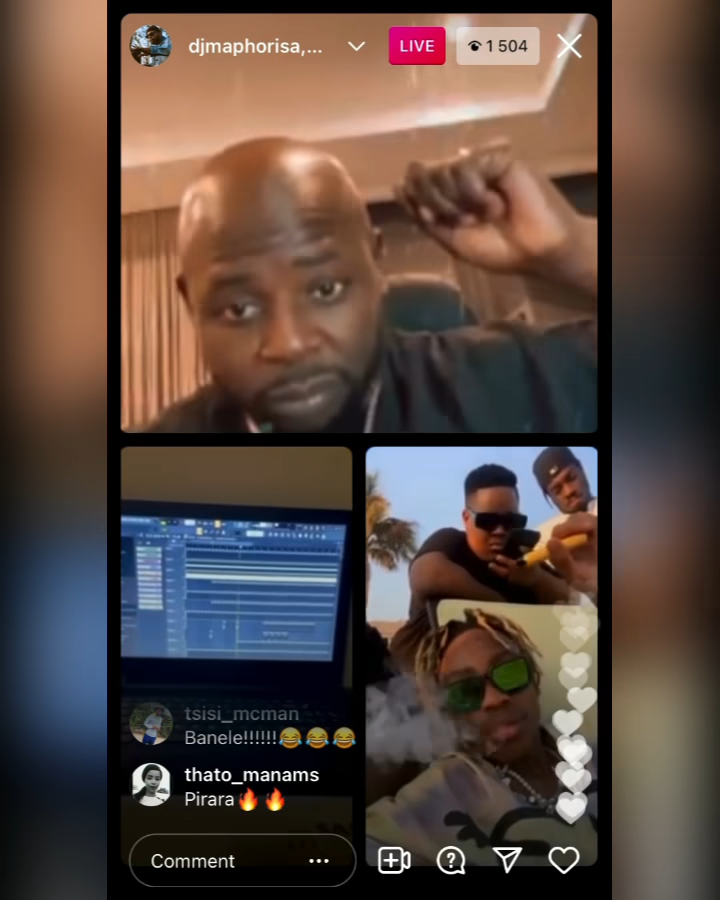 djmaphorisa,...
LIVE
1 504
tsisi_mcman
Banele!!!!!!😂😂😂
thato_manams
Pirara🔥🔥
Comment